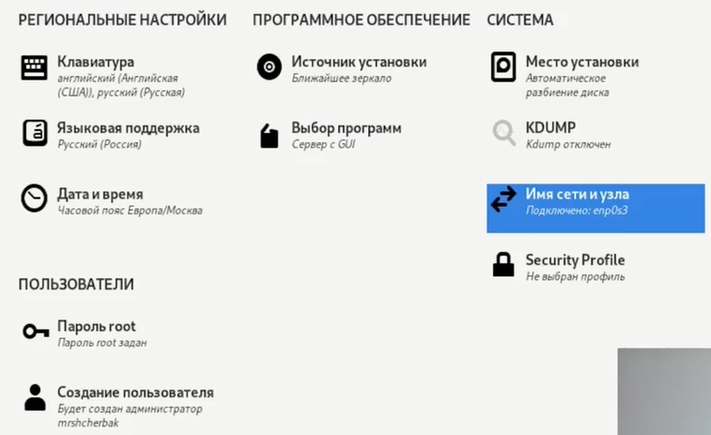 РЕГИОНАЛЬНЫЕ НАСТРОЙКИ
Клавиатура
английский (Английская
(США)), русский (Русская)
Языковая поддержка
Русский (Россия)
Дата и время
Часовой пояс Европа/Москва
ПОЛЬЗОВАТЕЛИ
Пароль root
Пароль root задан
Создание пользователя
Будет создан администратор
mrshcherbak
ПРОГРАММНОЕ ОБЕСПЕЧЕНИЕ
Источник установки
Ближайшее зеркало
Выбор программ
Сервер с GUI
СИСТЕМА
Место установки
Автоматическое
разбиение диска
KDUMP
Kdump отключен
Имя сети и узла
Подключено: enp0s3
Security Profile
Не выбран профиль